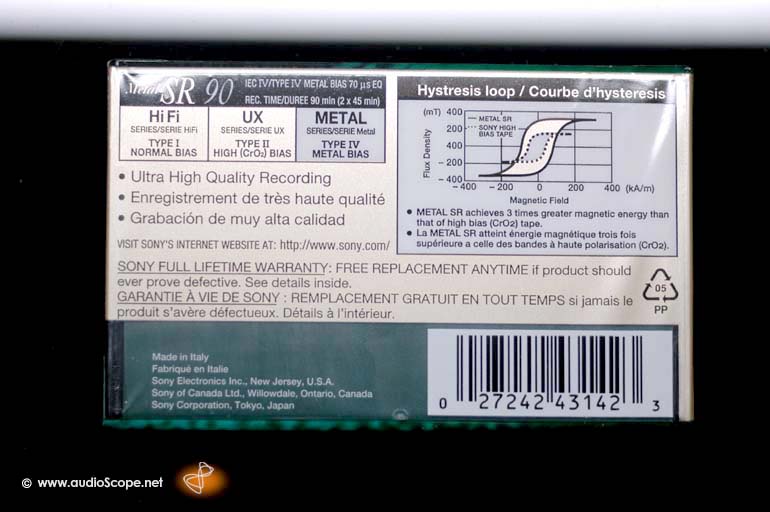 Metal SR 90 IEC IV/TYPE IV METAL BIAS 70 µs EQ
REC. TIME/DUREE 90 min (2 x 45 min)
HiFi
SERIES/SERIE HiFi
TYPE I
NORMAL BIAS
UX
SERIES/SERIE UX
TYPE II
HIGH (CrO₂) BIAS
METAL
SERIES/SERIE Metal
TYPE IV
METAL BIAS
• Ultra High Quality Recording
• Enregistrement de très haute qualité
• Grabación de muy alta calidad
VISIT SONY'S INTERNET WEBSITE AT: http://www.sony.com/
Hystresis loop / Courbe d'hysteresis
(mT) 400
200
0
- 200
- 400
Flux Density
METAL SR
SONY HIGH
BIAS TAPE
- 400 - 200 0 200 400 (kA/m)
Magnetic Field
• METAL SR achieves 3 times greater magnetic energy than
that of high bias (CrO₂) tape.
• La METAL SR atteint énergie magnétique trois fois
supérieure a celle des bandes à haute polarisation (CrO₂).
SONY FULL LIFETIME WARRANTY: FREE REPLACEMENT ANYTIME if product should
ever prove defective. See details inside.
GARANTIE À VIE DE SONY : REMPLACEMENT GRATUIT EN TOUT TEMPS si jamais le
produit s'avère défectueux. Détails à l'intérieur.
05
PP
Made in Italy
Fabriqué en Italie
Sony Electronics Inc., New Jersey, U.S.A.
Sony of Canada Ltd., Willowdale, Ontario, Canada
Sony Corporation, Tokyo, Japan
0 27242 43142 3
© www.audioScope.net